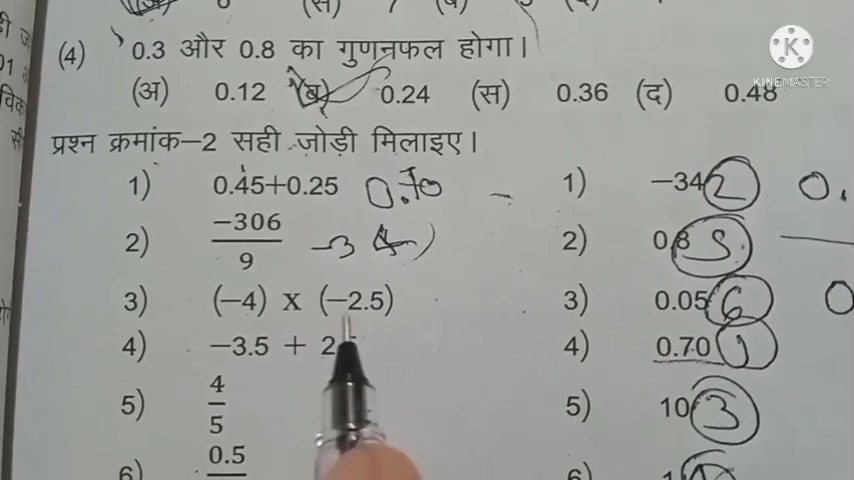 (4) 0.3 और 0.8 का गुणनफल होगा।
(अ) 0.12 (ब) 0.24 (स) 0.36 (द) 0.48
K
KINEMASTER
प्रश्न क्रमांक–2 सही जोड़ी मिलाइए।
1) 0.45+0.25 0.70 1) −34 2
2) −306/9 −3 2) 0.8 5
3) (−4) x (−2.5) 3) 0.05 6
4) −3.5 + 2 4) 0.70 1
5) 4/5 5) 10 3
6) 0.5 6)